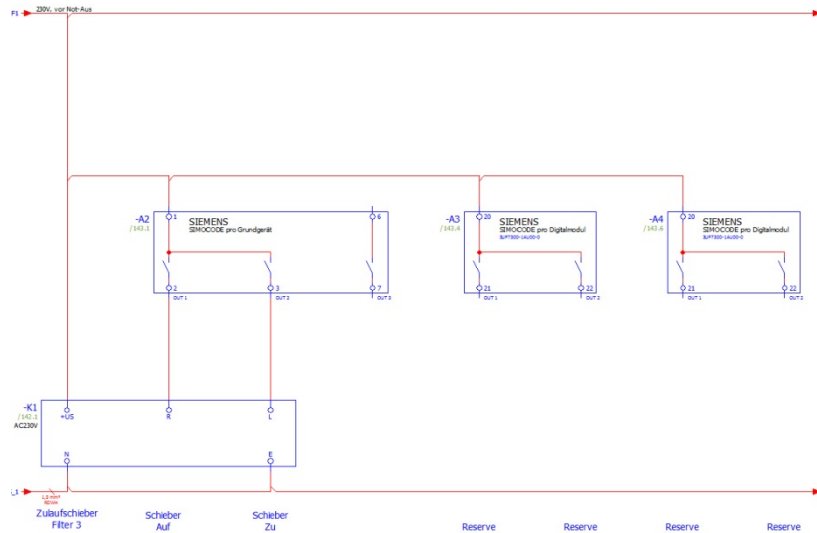 F1
230V, vor Not-Aus
-A2
/143.1
1
SIEMENS
SIMOCODE pro Grundgerät
6
2
OUT 1
3
OUT 2
7
OUT 3
-A3
/143.4
20
SIEMENS
SIMOCODE pro Digitalmodul
3UF7300-1AU00-0
21
OUT 1
22
OUT 2
-A4
/143.6
20
SIEMENS
SIMOCODE pro Digitalmodul
3UF7300-1AU00-0
21
OUT 1
22
OUT 2
-K1
/142.1
AC230V
+US
R
L
N
E
_1
Zulaufschieber
Filter 3
Schieber
Auf
Schieber
Zu
Reserve
Reserve
Reserve
Reserve